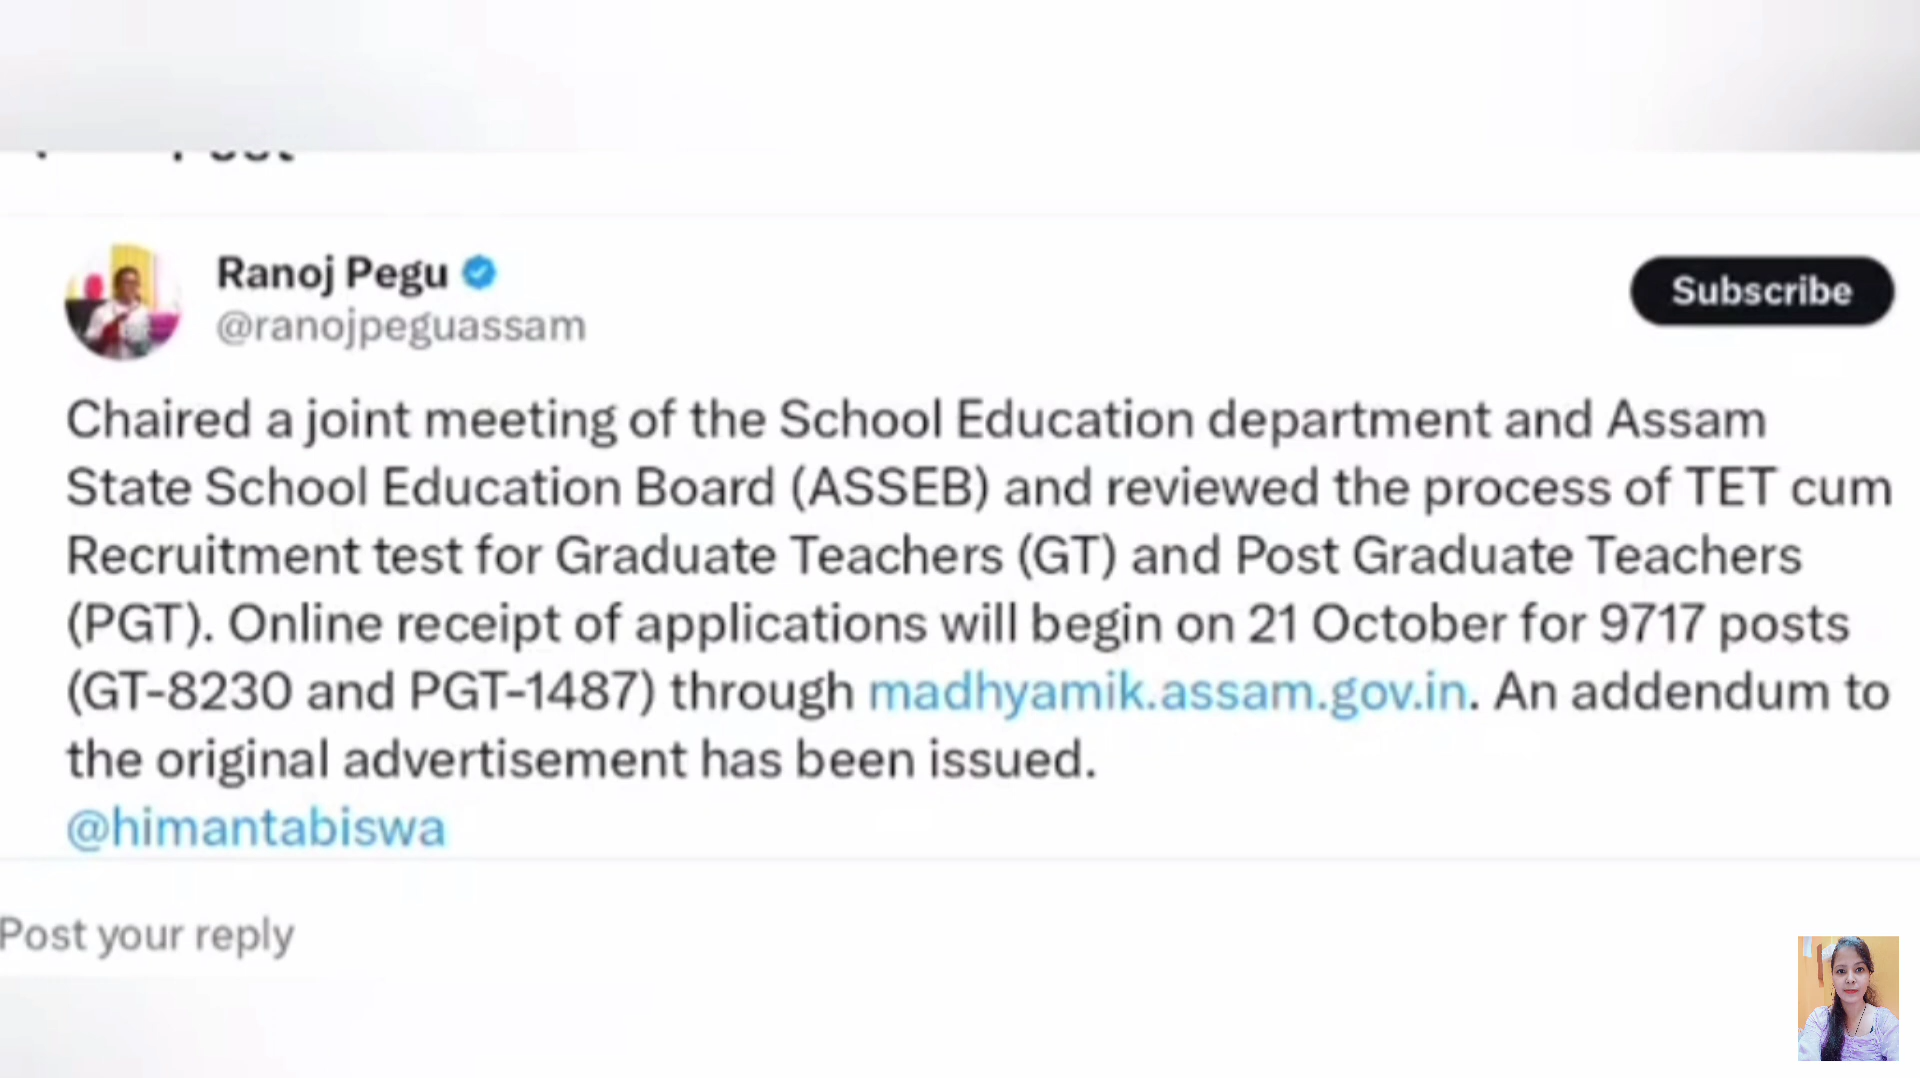 Ranoj Pegu
@ranojpeguassam
Subscribe
Chaired a joint meeting of the School Education department and Assam
State School Education Board (ASSEB) and reviewed the process of TET cum
Recruitment test for Graduate Teachers (GT) and Post Graduate Teachers
(PGT). Online receipt of applications will begin on 21 October for 9717 posts
(GT-8230 and PGT-1487) through madhyamik.assam.gov.in. An addendum to
the original advertisement has been issued.
@himantabiswa
Post your reply